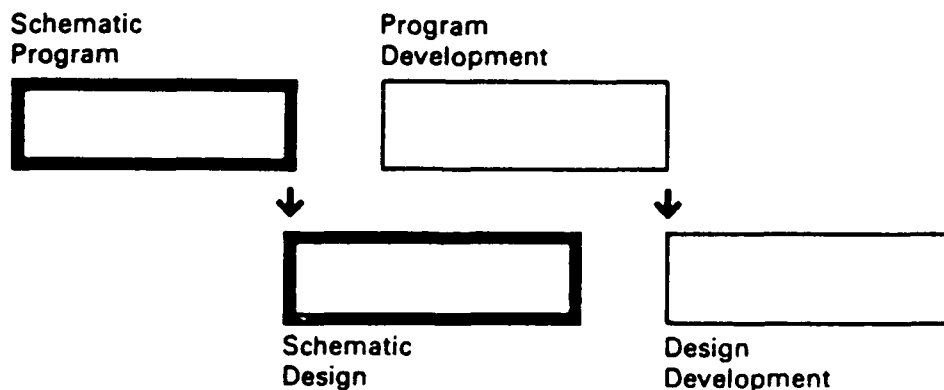 Schematic
Program
Program
Development
Schematic
Design
Design
Development